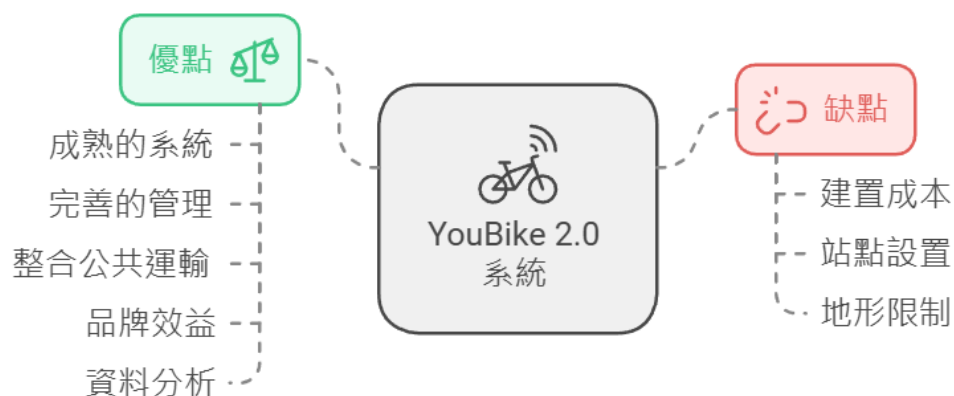 優點
成熟的系統
完善的管理
整合公共運輸
品牌效益
資料分析
YouBike 2.0
系統
缺點
建置成本
站點設置
地形限制